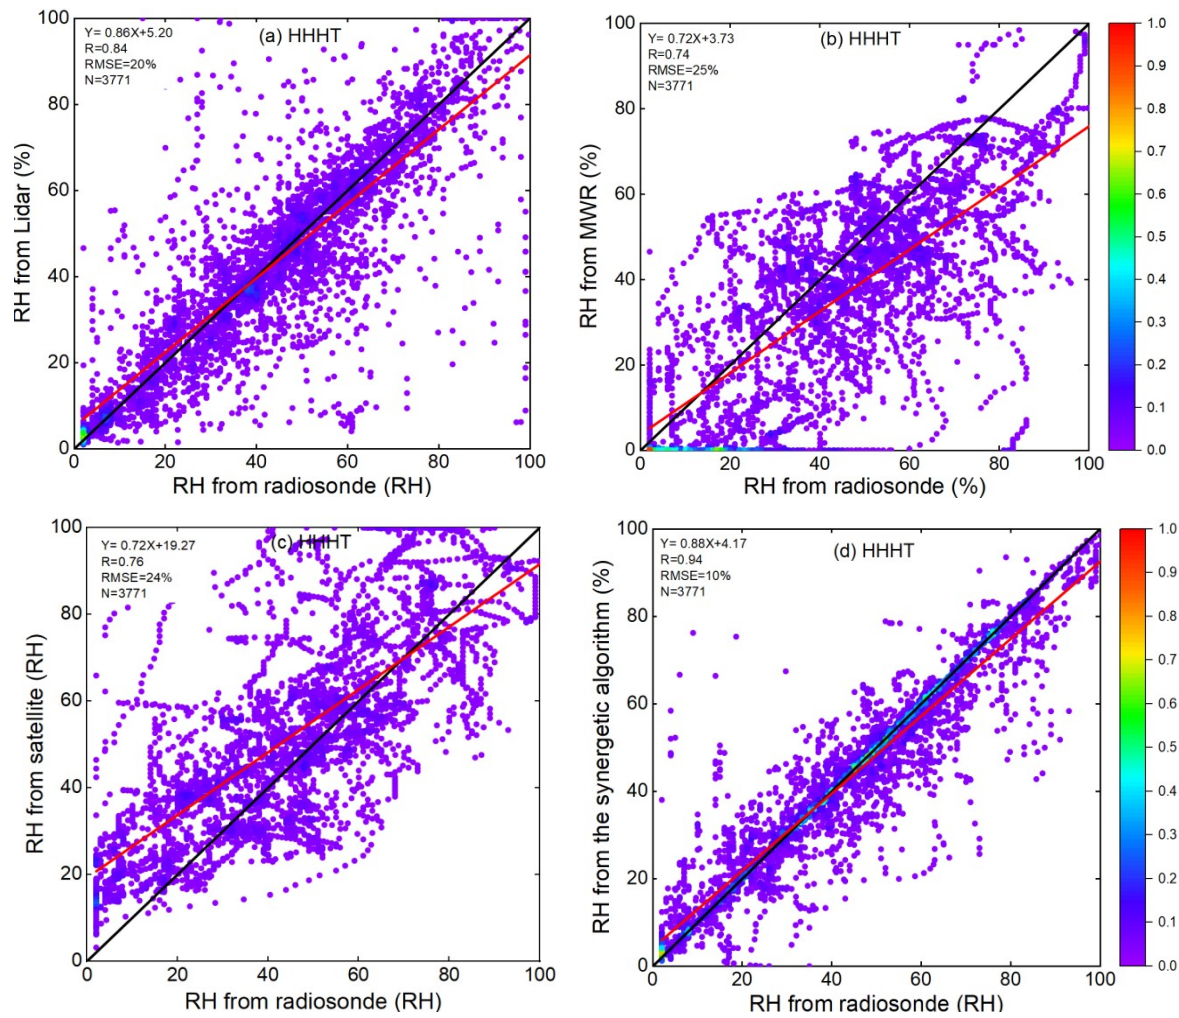 100
80
60
40
20
0
Y= 0.86X+5.20
R=0.84
RMSE=20%
N=3771
(a) HHHT
RH from Lidar (%)
0 20 40 60 80 100
RH from radiosonde (RH)
100
80
60
40
20
0
Y= 0.72X+3.73
R=0.74
RMSE=25%
N=3771
(b) HHHT
RH from MWR (%)
0 20 40 60 80 100
RH from radiosonde (%)
1.0
0.9
0.8
0.7
0.6
0.5
0.4
0.3
0.2
0.1
0.0
100
80
60
40
20
0
Y= 0.72X+19.27
R=0.76
RMSE=24%
N=3771
(c) HHHT
RH from satellite (RH)
0 20 40 60 80 100
RH from radiosonde (RH)
100
80
60
40
20
0
Y= 0.88X+4.17
R=0.94
RMSE=10%
N=3771
(d) HHHT
RH from the synergetic algorithm (%)
0 20 40 60 80 100
RH from radiosonde (RH)
1.0
0.9
0.8
0.7
0.6
0.5
0.4
0.3
0.2
0.1
0.0